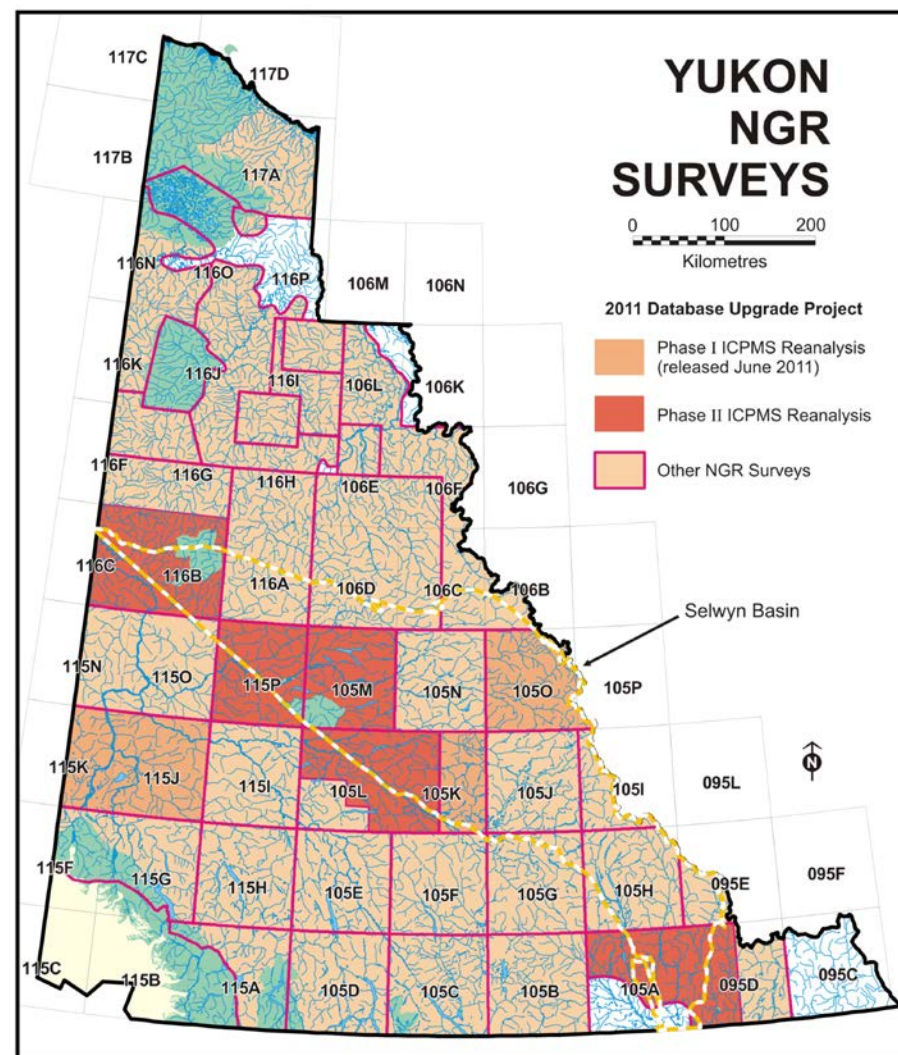 YUKON
NGR
SURVEYS
0 100 200
Kilometres
2011 Database Upgrade Project
Phase I ICPMS Reanalysis
(released June 2011)
Phase II ICPMS Reanalysis
Other NGR Surveys
Selwyn Basin
N
117C
117D
117B
117A
116N
116O
116P
106M
106N
116K
116J
116I
106L
106K
116F
116G
116H
106E
106F
106G
116C
116B
116A
106D
106C
106B
115N
115O
115P
105M
105N
105O
105P
115K
115J
115I
105L
105K
105J
105I
095L
115F
115G
115H
105E
105F
105G
105H
095E
095F
115C
115B
115A
105D
105C
105B
105A
095D
095C